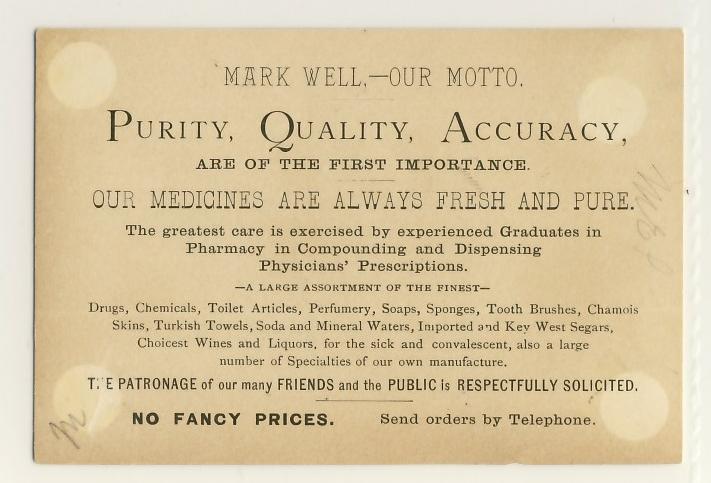 MARK WELL,—OUR MOTTO.
PURITY, QUALITY, ACCURACY,
ARE OF THE FIRST IMPORTANCE.
OUR MEDICINES ARE ALWAYS FRESH AND PURE.
The greatest care is exercised by experienced Graduates in
Pharmacy in Compounding and Dispensing
Physicians' Prescriptions.
—A LARGE ASSORTMENT OF THE FINEST—
Drugs, Chemicals, Toilet Articles, Perfumery, Soaps, Sponges, Tooth Brushes, Chamois
Skins, Turkish Towels, Soda and Mineral Waters, Imported and Key West Segars,
Choicest Wines and Liquors, for the sick and convalescent, also a large
number of Specialties of our own manufacture.
THE PATRONAGE of our many FRIENDS and the PUBLIC is RESPECTFULLY SOLICITED.
NO FANCY PRICES. Send orders by Telephone.
m